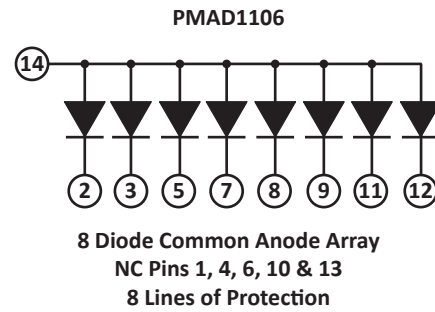 PMAD1106
14
2 3 5 7 8 9 11 12
8 Diode Common Anode Array
NC Pins 1, 4, 6, 10 & 13
8 Lines of Protection